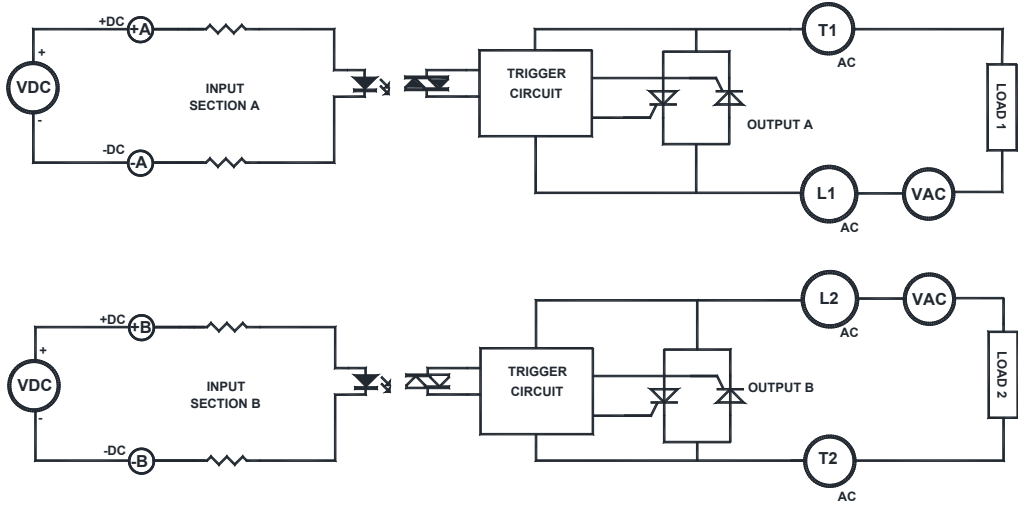 +DC +A
+
VDC
-
-DC -A
INPUT
SECTION A
TRIGGER
CIRCUIT
OUTPUT A
T1
AC
LOAD 1
L1
AC
VAC
+DC +B
+
VDC
-
-DC -B
INPUT
SECTION B
TRIGGER
CIRCUIT
OUTPUT B
L2
AC
VAC
LOAD 2
T2
AC